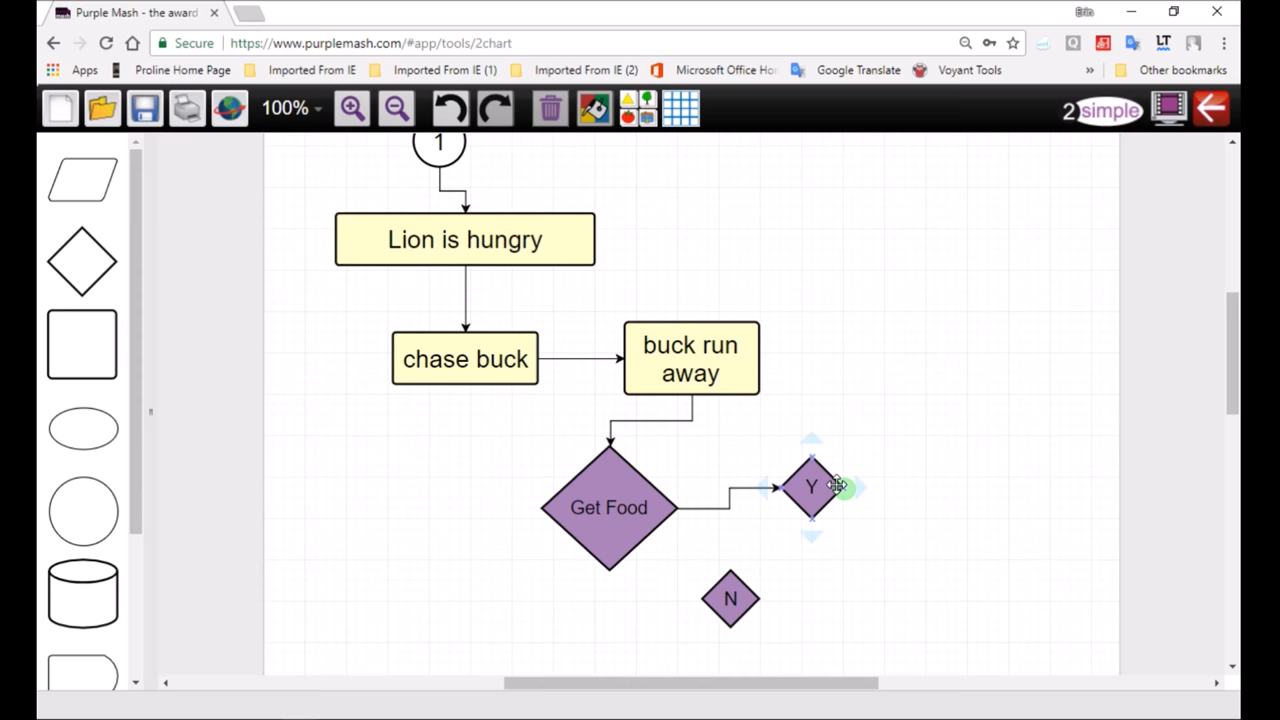 Purple Mash - the award
Erin
Secure https://www.purplemash.com/#app/tools/2chart
Apps Proline Home Page Imported From IE Imported From IE (1) Imported From IE (2) Microsoft Office Ho Google Translate Voyant Tools » Other bookmarks
100% 2simple
1
Lion is hungry
chase buck
buck run
away
Get Food
Y
N